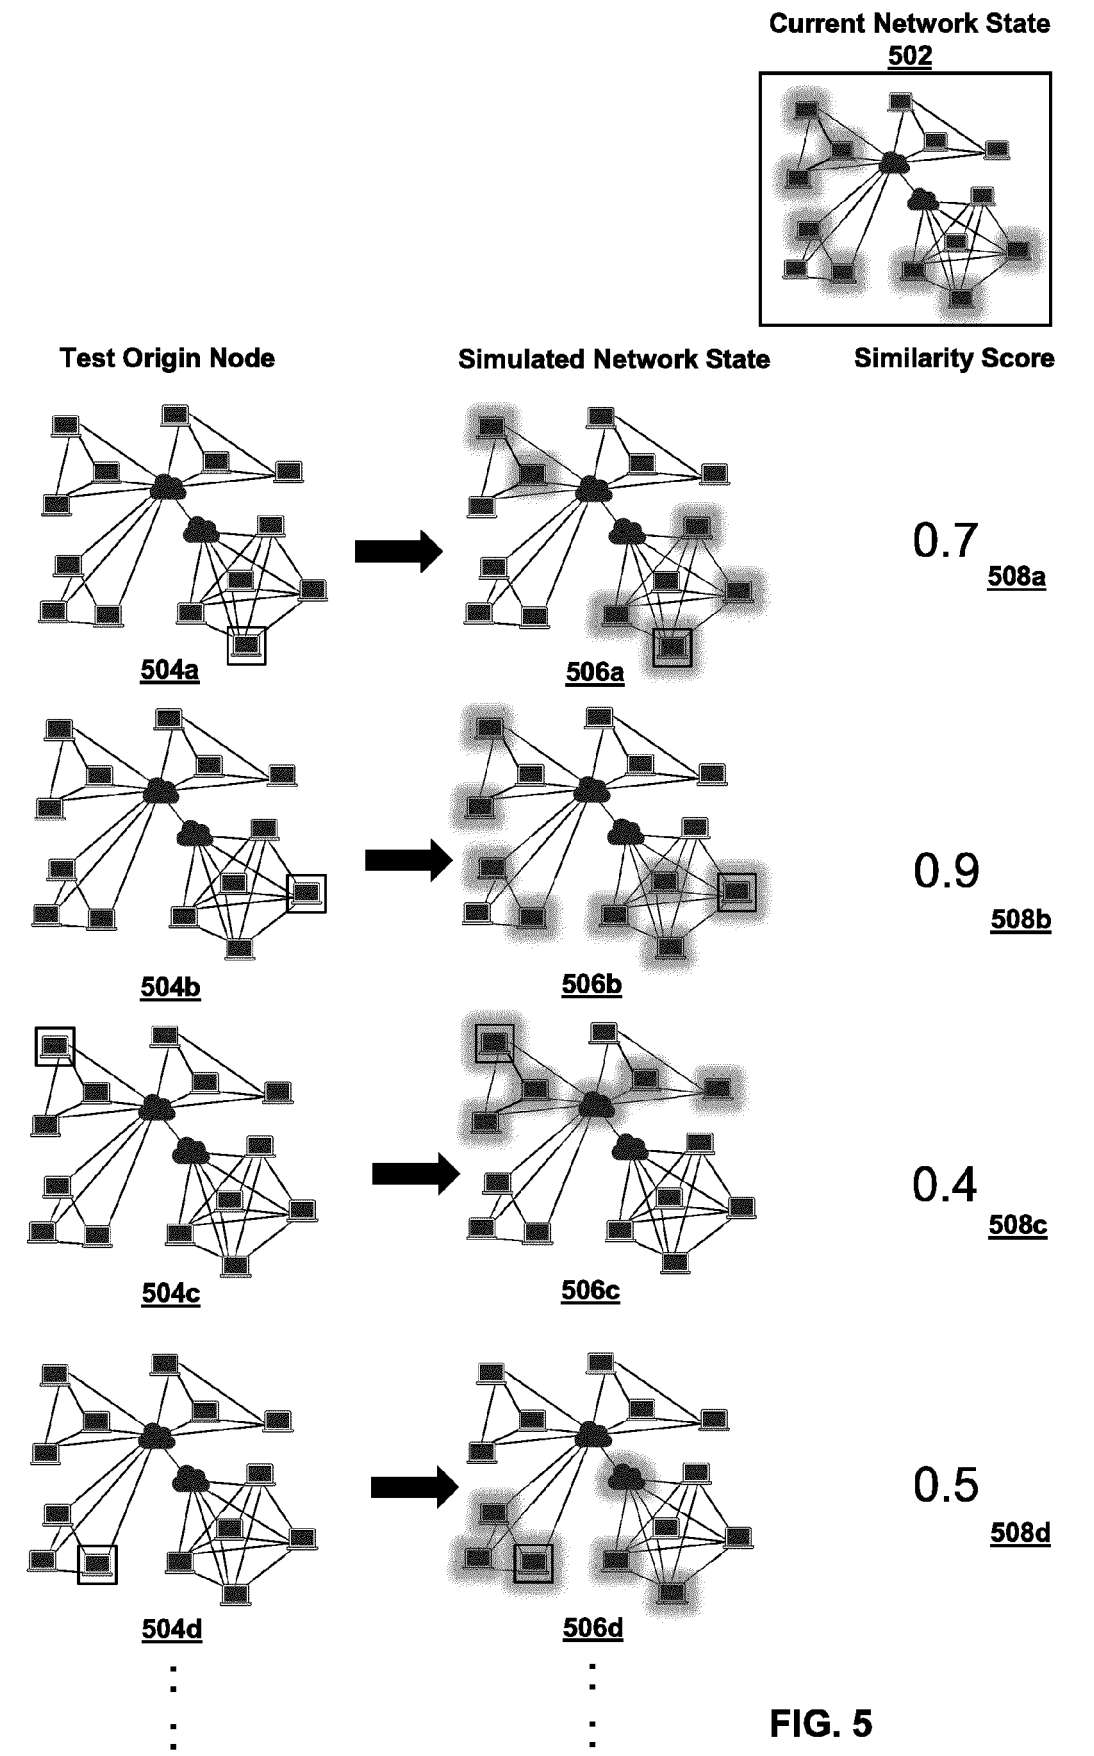 Current Network State
502
Test Origin Node
Simulated Network State
Similarity Score
0.7
508a
504a
506a
0.9
508b
504b
506b
0.4
508c
504c
506c
0.5
508d
504d
506d
FIG. 5